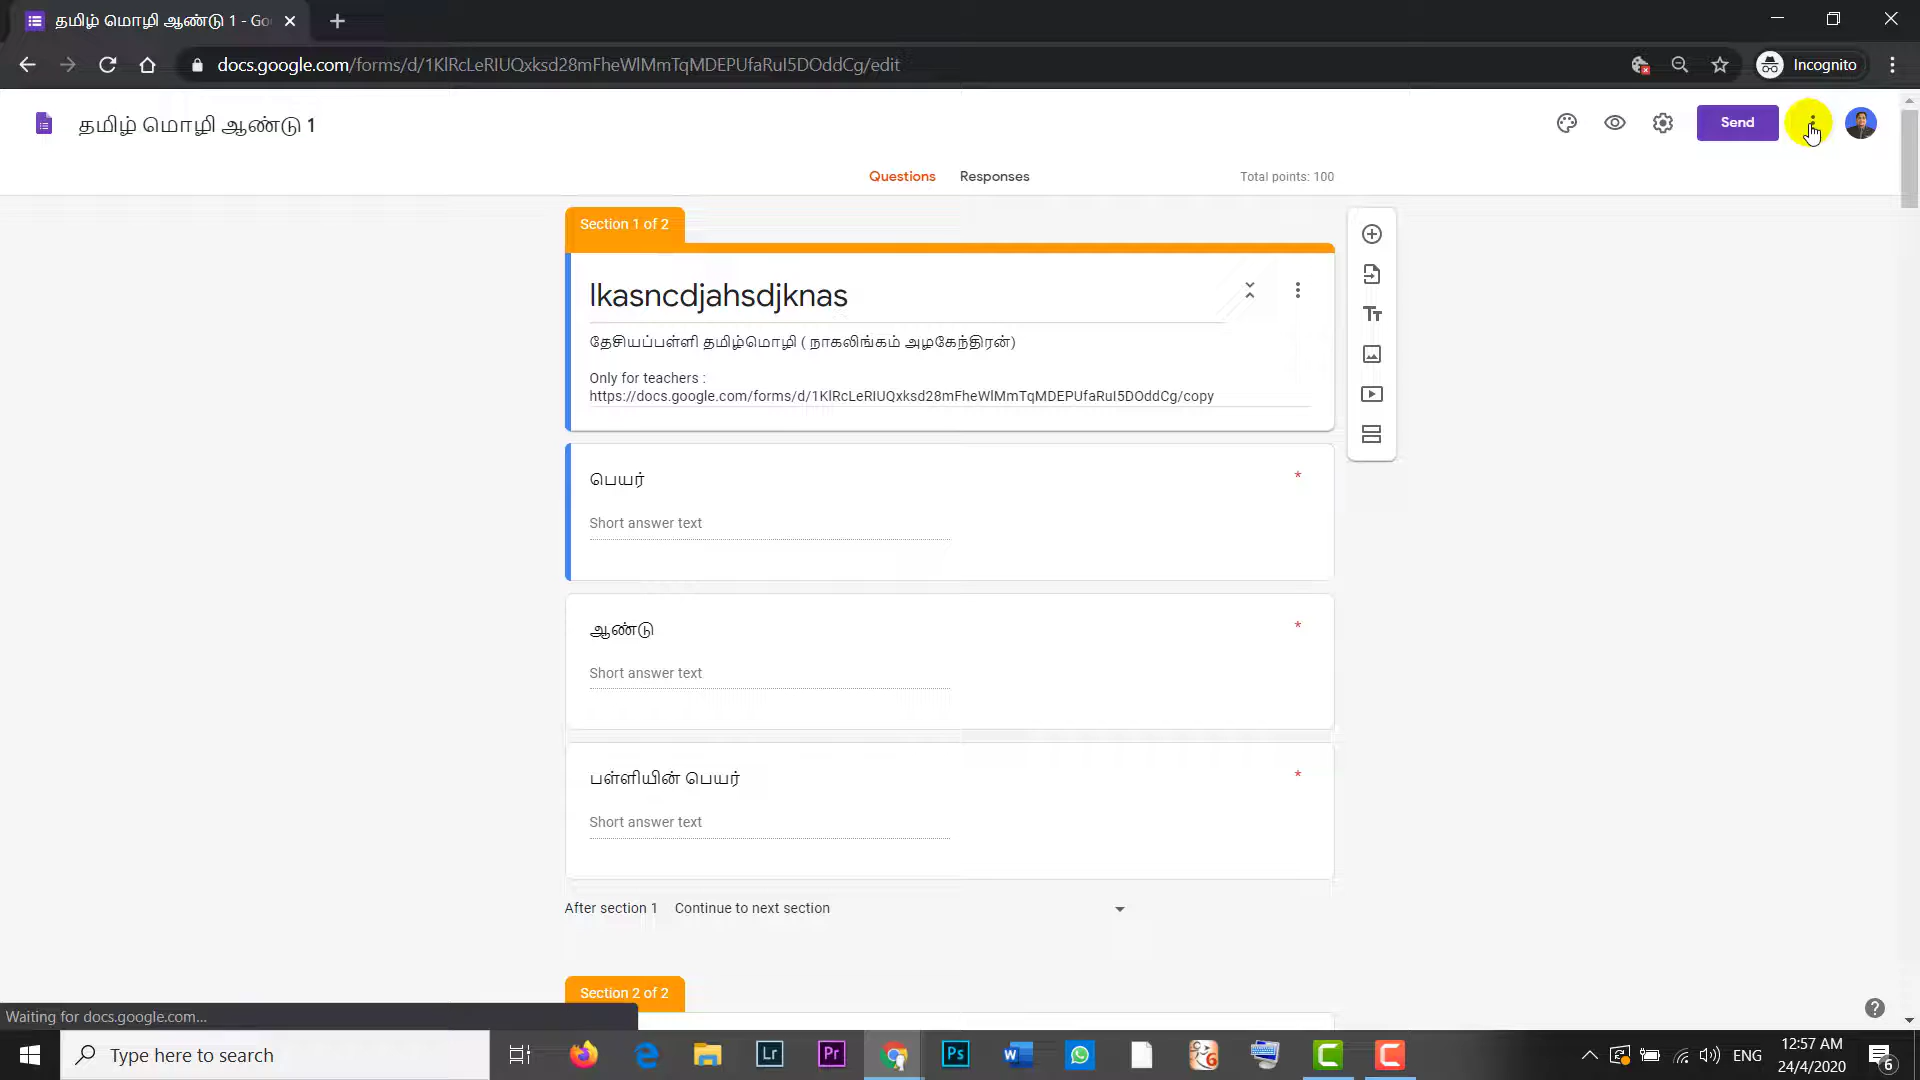 தமிழ் மொழி ஆண்டு 1 - Go
docs.google.com/forms/d/1KlRcLeRIUQxksd28mFheWlMmTqMDEPUfaRuI5DOddCg/edit
Incognito
தமிழ் மொழி ஆண்டு 1
Send
Questions
Responses
Total points: 100
Section 1 of 2
lkasncdjahsdjknas
தேசியப்பள்ளி தமிழ்மொழி ( நாகலிங்கம் அழகேந்திரன்)
Only for teachers :
https://docs.google.com/forms/d/1KlRcLeRIUQxksd28mFheWlMmTqMDEPUfaRuI5DOddCg/copy
பெயர்
*
Short answer text
ஆண்டு
*
Short answer text
பள்ளியின் பெயர்
*
Short answer text
After section 1 Continue to next section
Section 2 of 2
Waiting for docs.google.com...
Type here to search
Lr
Pr
Ps
ENG
12:57 AM
24/4/2020
6